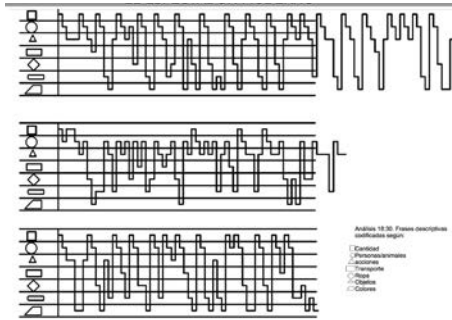 Análisis 18:30. Frases descriptivas
codificadas según:
Cantidad
Personas/animales
acciones
Transporte
Ropa
Objetos
Colores